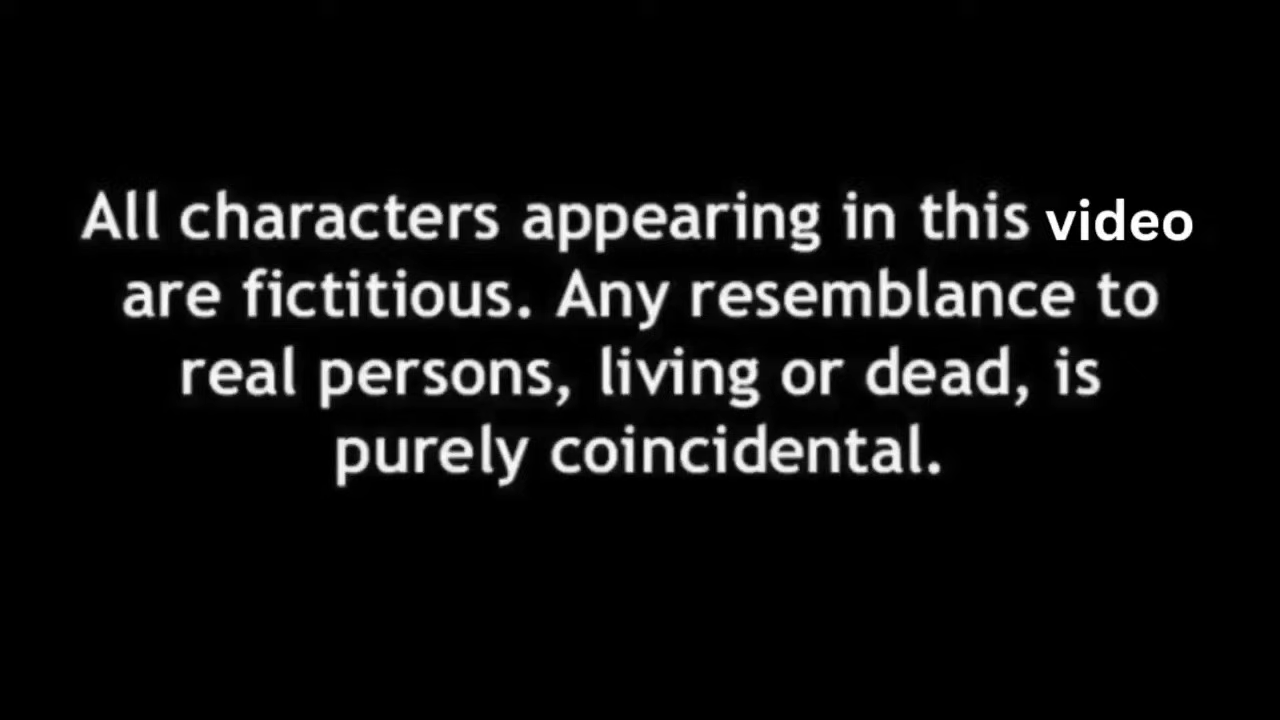 All characters appearing in this video
are fictitious. Any resemblance to
real persons, living or dead, is
purely coincidental.